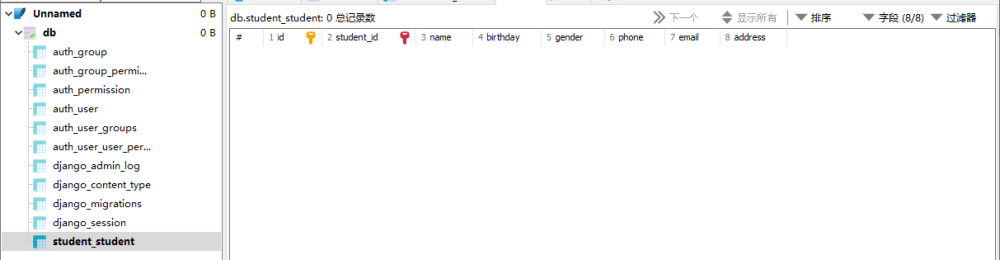 Unnamed 0 B
db 0 B
auth_group
auth_group_permi...
auth_permission
auth_user
auth_user_groups
auth_user_user_per...
django_admin_log
django_content_type
django_migrations
django_session
student_student
db.student_student: 0 总记录数 下一个 显示所有 排序 字段 (8/8) 过滤器
# 1 id 2 student_id 3 name 4 birthday 5 gender 6 phone 7 email 8 address